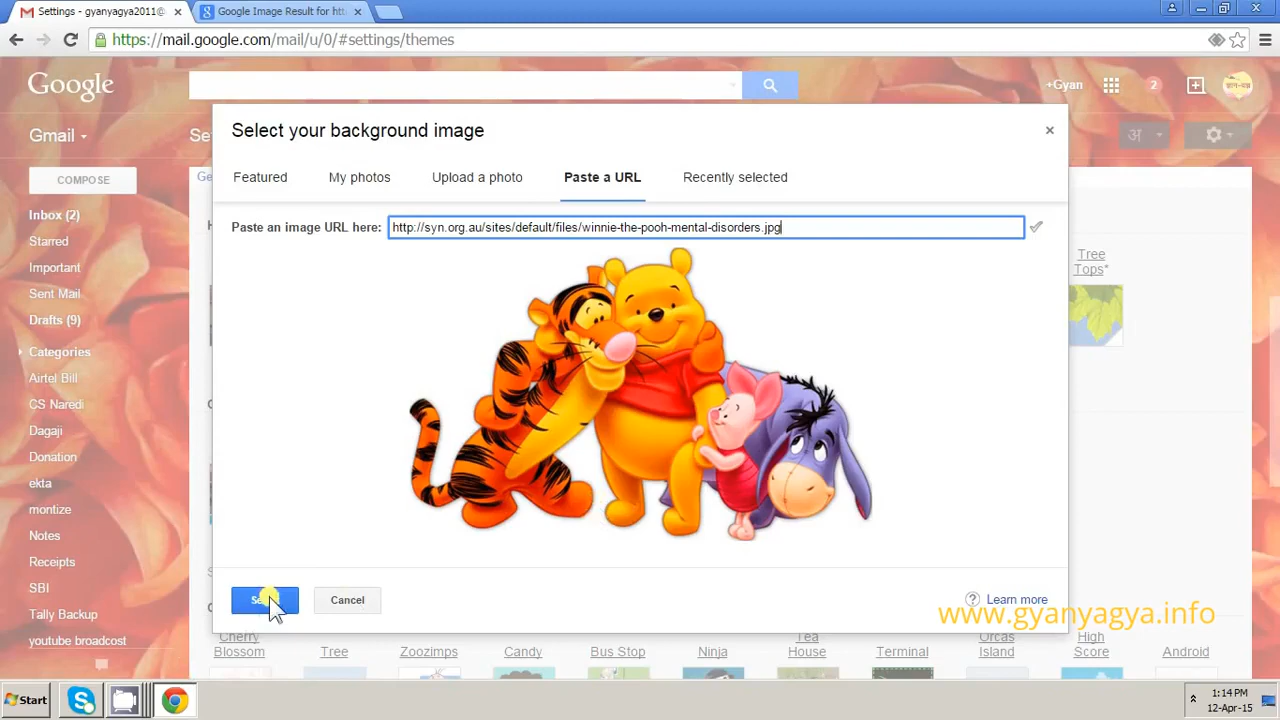 Settings - gyanyagya2011@
Google Image Result for htt
https://mail.google.com/mail/u/0/#settings/themes
Google
+Gyan
2
Gmail
अ
Select your background image
Featured
My photos
Upload a photo
Paste a URL
Recently selected
Paste an image URL here:
http://syn.org.au/sites/default/files/winnie-the-pooh-mental-disorders.jpg
COMPOSE
Inbox (2)
Starred
Important
Sent Mail
Drafts (9)
Categories
Airtel Bill
CS Naredi
Dagaji
Donation
ekta
montize
Notes
Receipts
SBI
Tally Backup
youtube broadcast
Tree
Tops*
Cancel
Learn more
www.gyanyagya.info
Cherry
Blossom
Tree
Zoozimps
Candy
Bus Stop
Ninja
Tea
House
Terminal
Orcas
Island
High
Score
Android
Start
1:14 PM
12-Apr-15